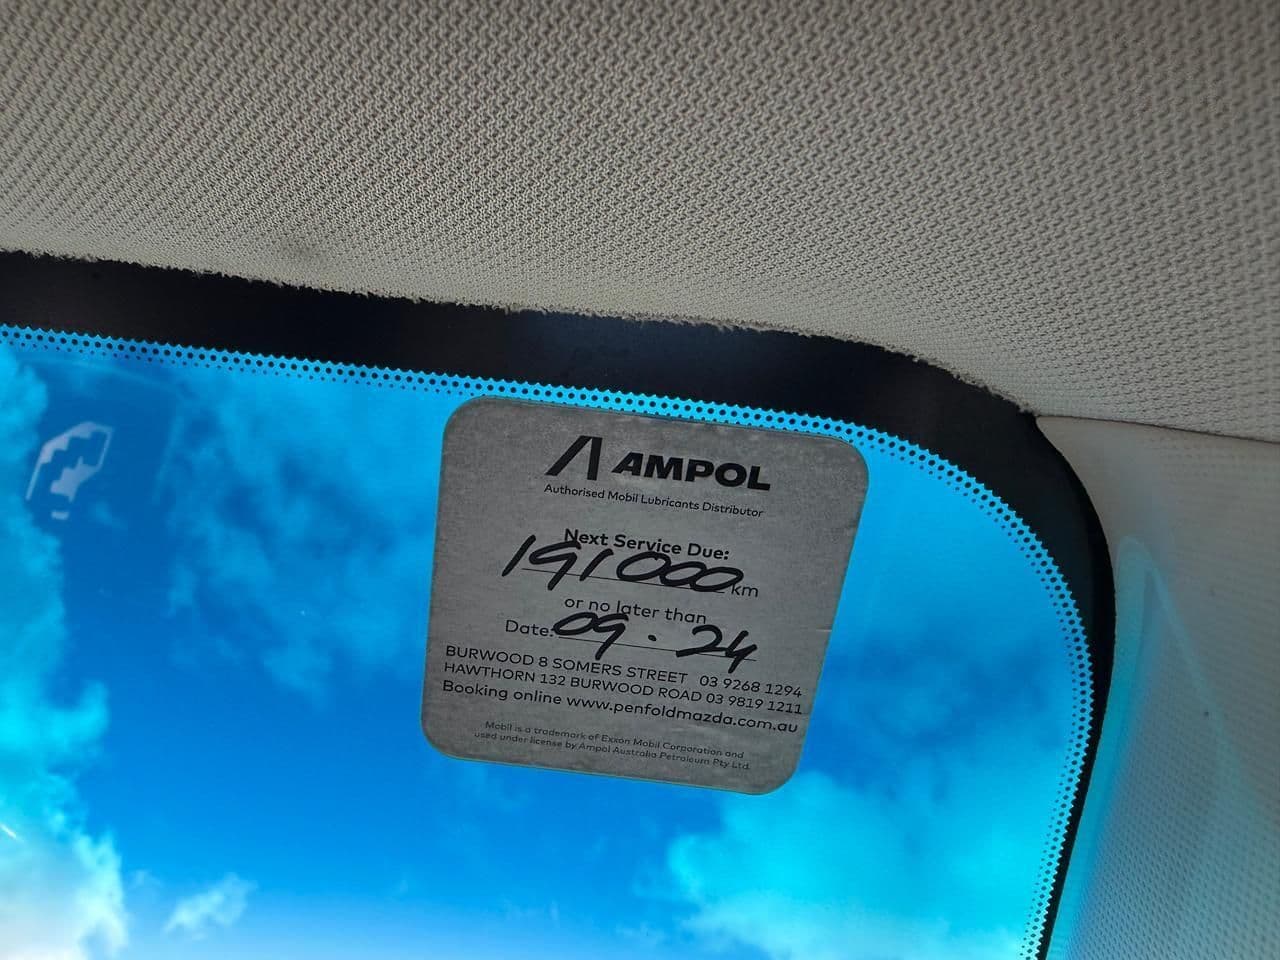 AMPOL
Authorised Mobil Lubricants Distributor
Next Service Due:
191000 km
or no later than
Date: 09.24
BURWOOD 8 SOMERS STREET 03 9268 1294
HAWTHORN 132 BURWOOD ROAD 03 9819 1211
Booking online www.penfoldmazda.com.au
Mobil is a trademark of Exxon Mobil Corporation and
used under license by Ampol Australia Petroleum Pty Ltd.